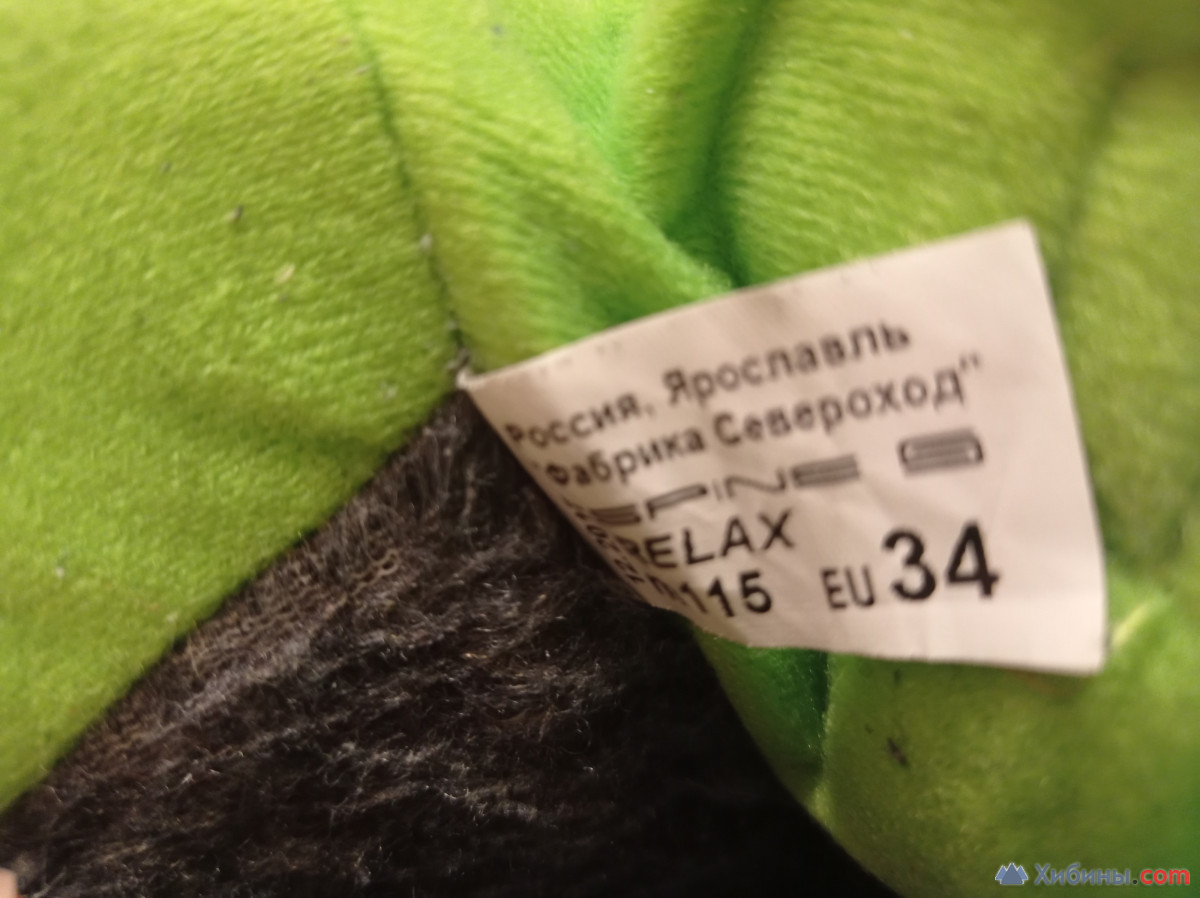 Россия, Ярославль
"Фабрика Североход"
SPINE
RELAX
115 EU 34
Хибины.com